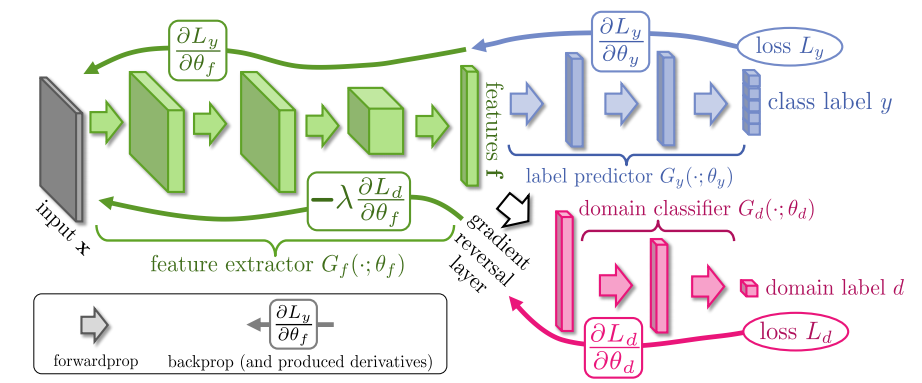 ∂L_y/∂θ_f
∂L_y/∂θ_y
loss L_y
features f
class label y
label predictor G_y(·;θ_y)
input x
−λ ∂L_d/∂θ_f
feature extractor G_f(·;θ_f)
gradient
reversal
layer
domain classifier G_d(·;θ_d)
domain label d
loss L_d
∂L_d/∂θ_d
forwardprop
∂L_y/∂θ_f
backprop (and produced derivatives)